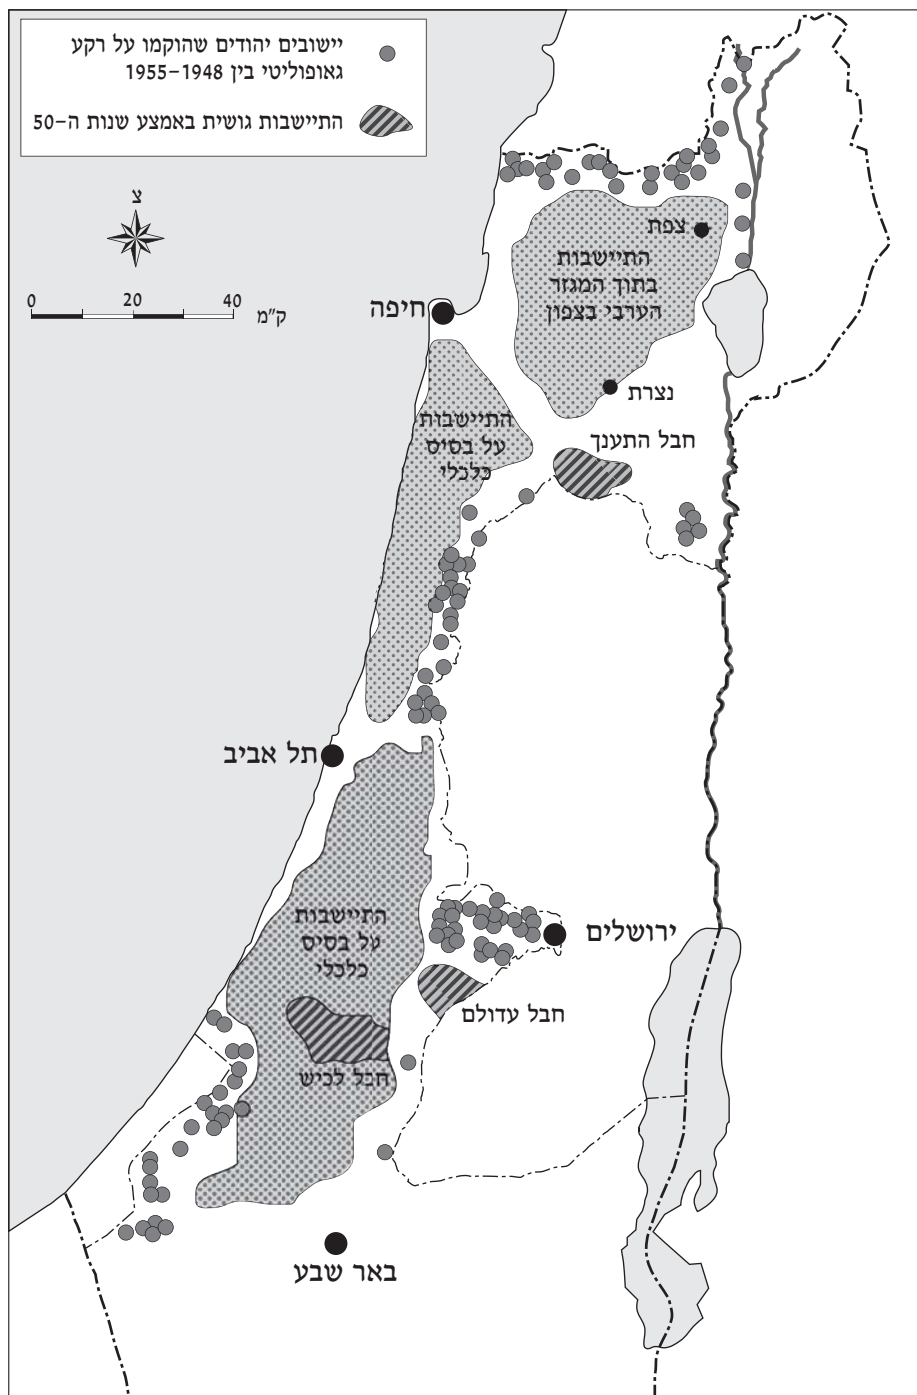 יישובים יהודים שהוקמו על רקע
גאופוליטי בין 1948–1955
התיישבות גושית באמצע שנות ה–50
צ
0 20 40
ק"מ
צפת
התיישבות
בתוך המגזר
הערבי בצפון
חיפה
נצרת
חבל התענך
התיישבות
על בסיס
כלכלי
תל אביב
התיישבות
על בסיס
כלכלי
ירושלים
חבל עדולם
חבל לכיש
באר שבע